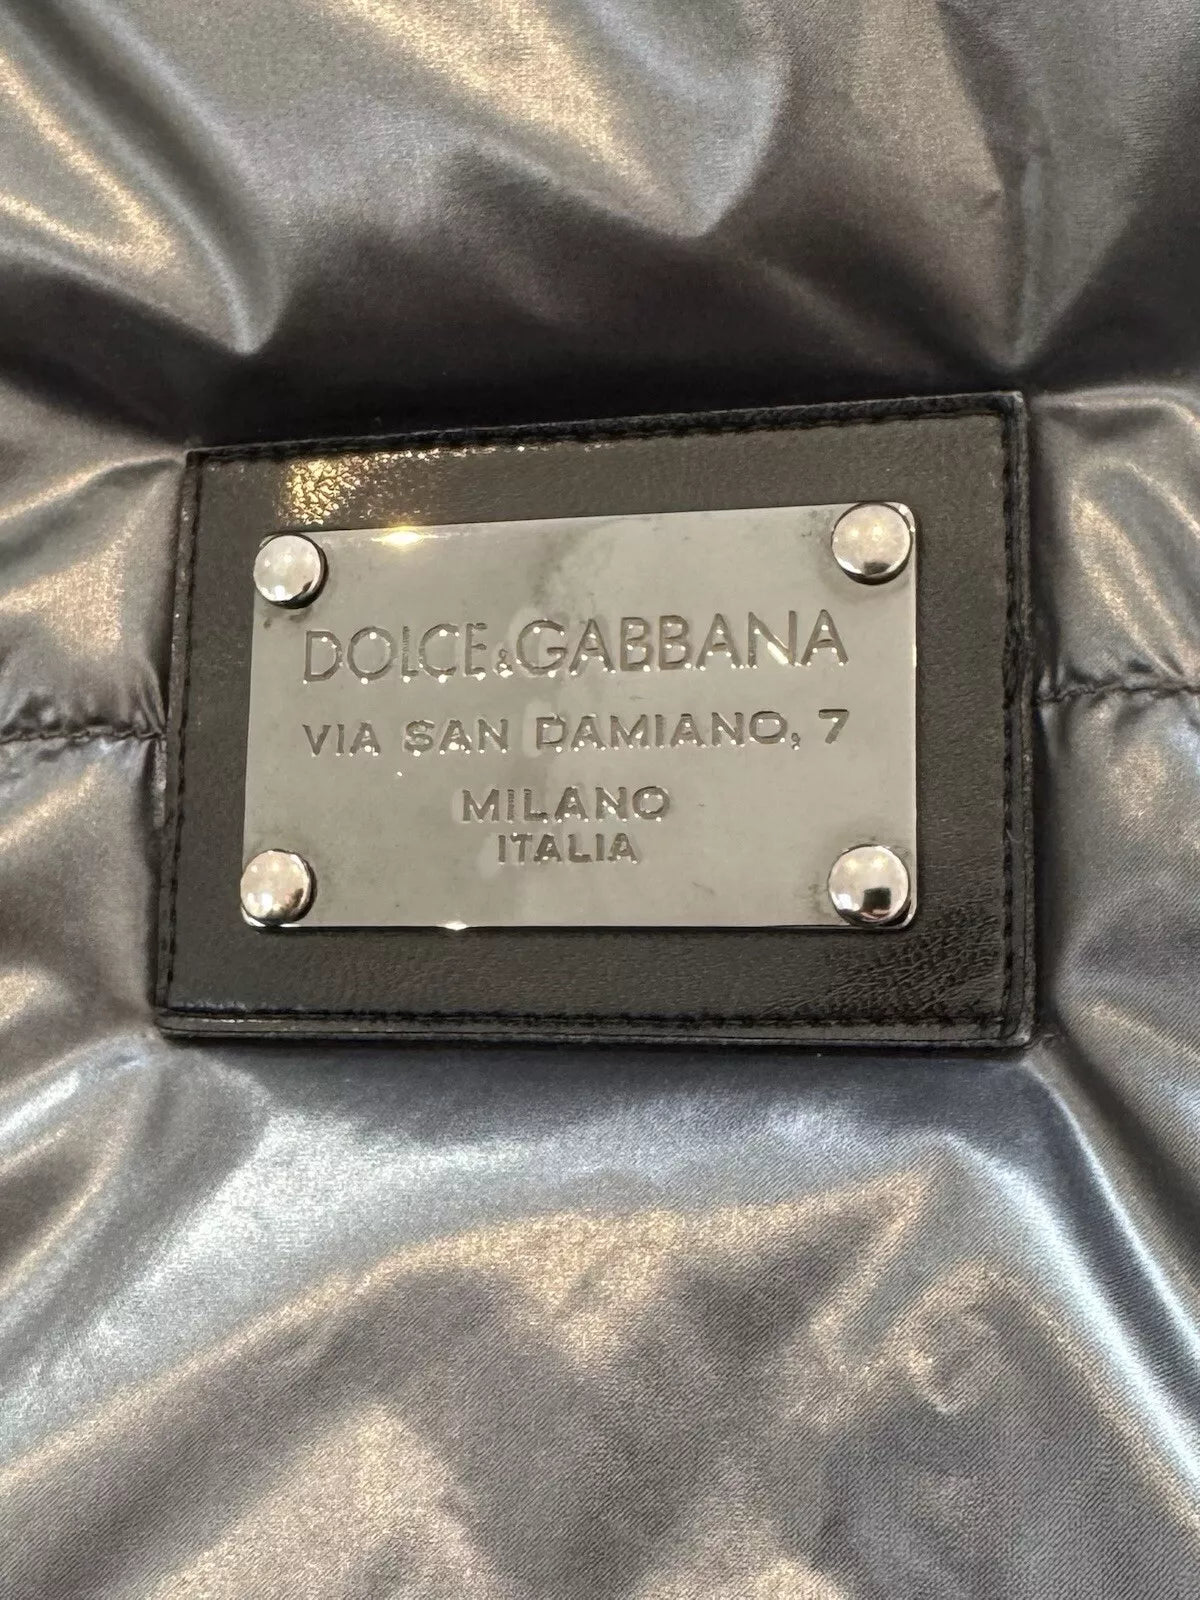 DOLCE&GABBANA
VIA SAN DAMIANO, 7
MILANO
ITALIA